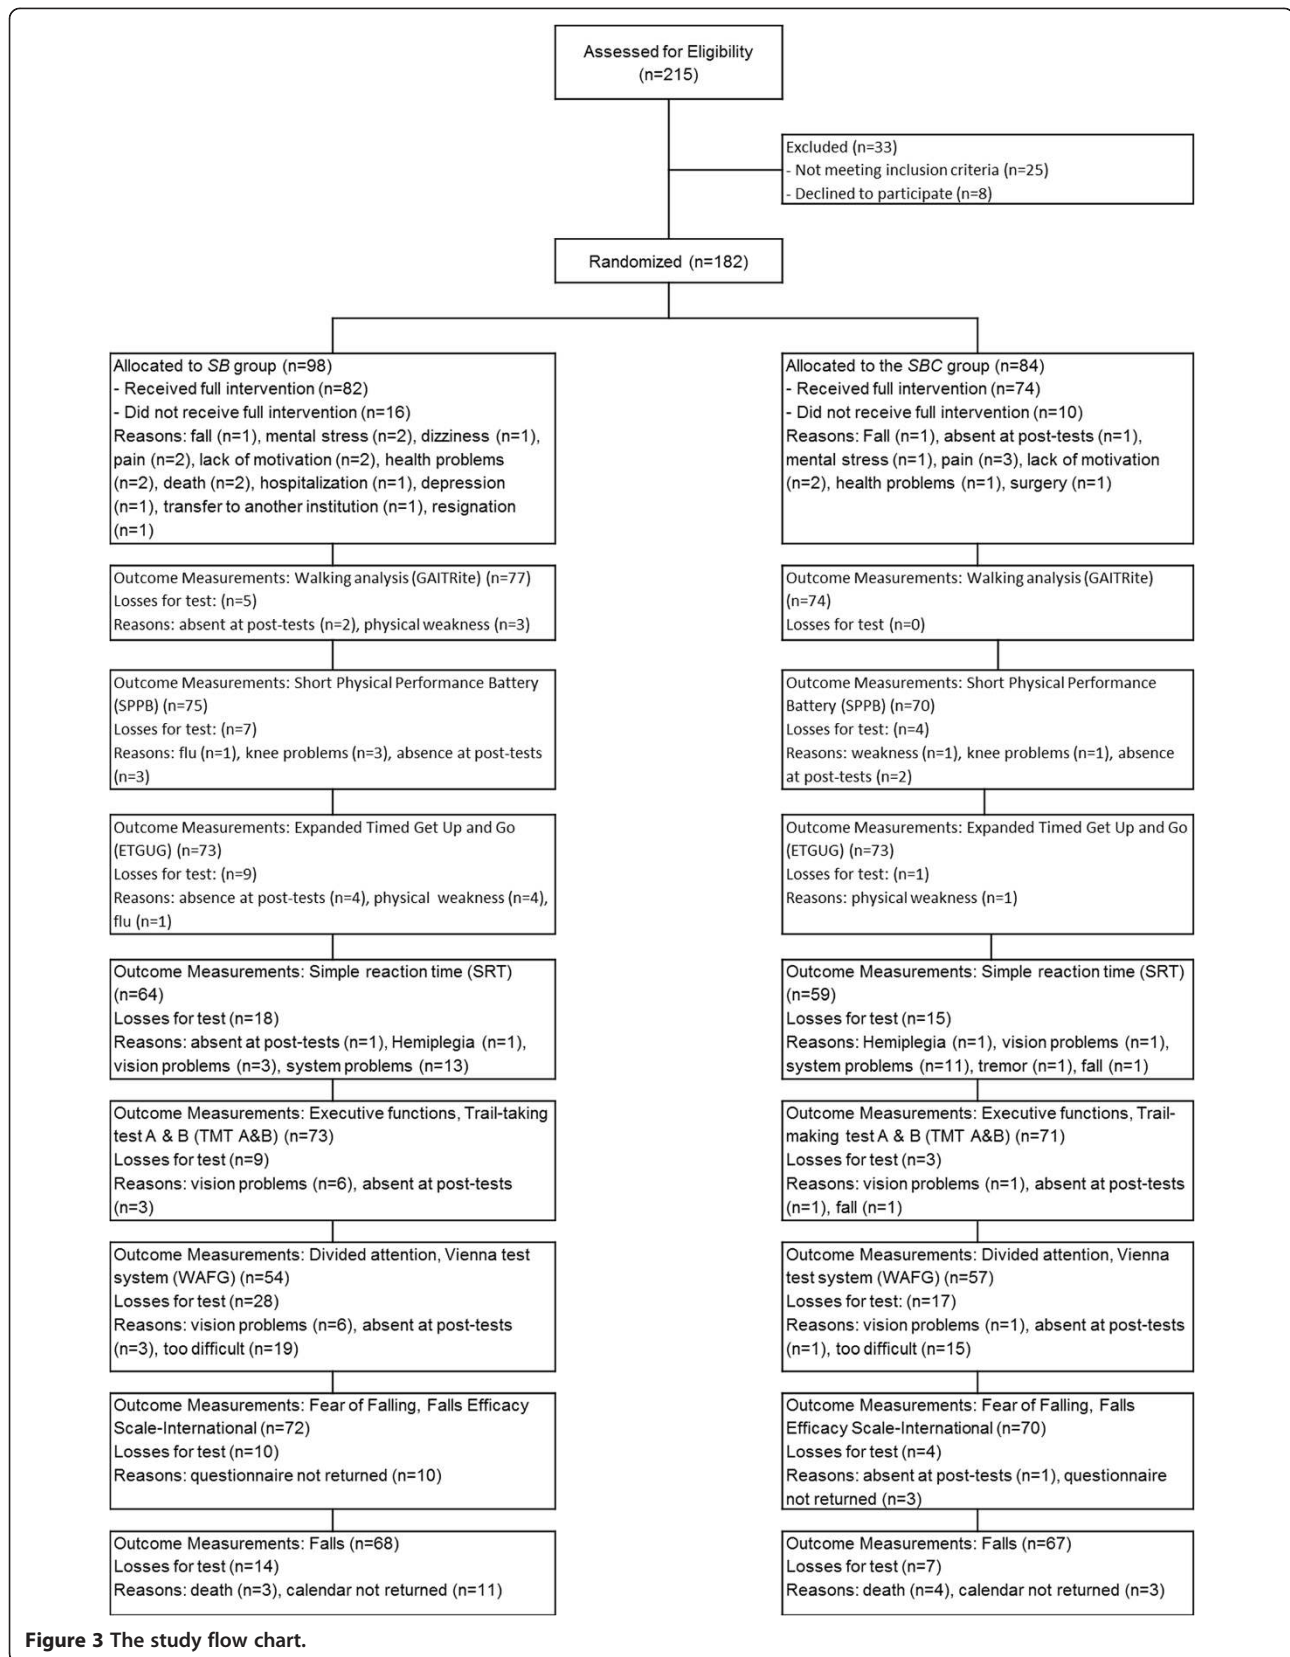 Assessed for Eligibility
(n=215)
Excluded (n=33)
- Not meeting inclusion criteria (n=25)
- Declined to participate (n=8)
Randomized (n=182)
Allocated to SB group (n=98)
- Received full intervention (n=82)
- Did not receive full intervention (n=16)
Reasons: fall (n=1), mental stress (n=2), dizziness (n=1),
pain (n=2), lack of motivation (n=2), health problems
(n=2), death (n=2), hospitalization (n=1), depression
(n=1), transfer to another institution (n=1), resignation
(n=1)
Allocated to the SBC group (n=84)
- Received full intervention (n=74)
- Did not receive full intervention (n=10)
Reasons: Fall (n=1), absent at post-tests (n=1),
mental stress (n=1), pain (n=3), lack of motivation
(n=2), health problems (n=1), surgery (n=1)
Outcome Measurements: Walking analysis (GAITRite) (n=77)
Losses for test: (n=5)
Reasons: absent at post-tests (n=2), physical weakness (n=3)
Outcome Measurements: Walking analysis (GAITRite)
(n=74)
Losses for test (n=0)
Outcome Measurements: Short Physical Performance Battery
(SPPB) (n=75)
Losses for test: (n=7)
Reasons: flu (n=1), knee problems (n=3), absence at post-tests
(n=3)
Outcome Measurements: Short Physical Performance
Battery (SPPB) (n=70)
Losses for test: (n=4)
Reasons: weakness (n=1), knee problems (n=1), absence
at post-tests (n=2)
Outcome Measurements: Expanded Timed Get Up and Go
(ETGUG) (n=73)
Losses for test: (n=9)
Reasons: absence at post-tests (n=4), physical weakness (n=4),
flu (n=1)
Outcome Measurements: Expanded Timed Get Up and Go
(ETGUG) (n=73)
Losses for test: (n=1)
Reasons: physical weakness (n=1)
Outcome Measurements: Simple reaction time (SRT)
(n=64)
Losses for test (n=18)
Reasons: absent at post-tests (n=1), Hemiplegia (n=1),
vision problems (n=3), system problems (n=13)
Outcome Measurements: Simple reaction time (SRT)
(n=59)
Losses for test (n=15)
Reasons: Hemiplegia (n=1), vision problems (n=1),
system problems (n=11), tremor (n=1), fall (n=1)
Outcome Measurements: Executive functions, Trail-taking
test A & B (TMT A&B) (n=73)
Losses for test (n=9)
Reasons: vision problems (n=6), absent at post-tests
(n=3)
Outcome Measurements: Executive functions, Trail-
making test A & B (TMT A&B) (n=71)
Losses for test (n=3)
Reasons: vision problems (n=1), absent at post-tests
(n=1), fall (n=1)
Outcome Measurements: Divided attention, Vienna test
system (WAFG) (n=54)
Losses for test (n=28)
Reasons: vision problems (n=6), absent at post-tests
(n=3), too difficult (n=19)
Outcome Measurements: Divided attention, Vienna
test system (WAFG) (n=57)
Losses for test: (n=17)
Reasons: vision problems (n=1), absent at post-tests
(n=1), too difficult (n=15)
Outcome Measurements: Fear of Falling, Falls Efficacy
Scale-International (n=72)
Losses for test (n=10)
Reasons: questionnaire not returned (n=10)
Outcome Measurements: Fear of Falling, Falls
Efficacy Scale-International (n=70)
Losses for test (n=4)
Reasons: absent at post-tests (n=1), questionnaire
not returned (n=3)
Outcome Measurements: Falls (n=68)
Losses for test (n=14)
Reasons: death (n=3), calendar not returned (n=11)
Outcome Measurements: Falls (n=67)
Losses for test (n=7)
Reasons: death (n=4), calendar not returned (n=3)
Figure 3 The study flow chart.